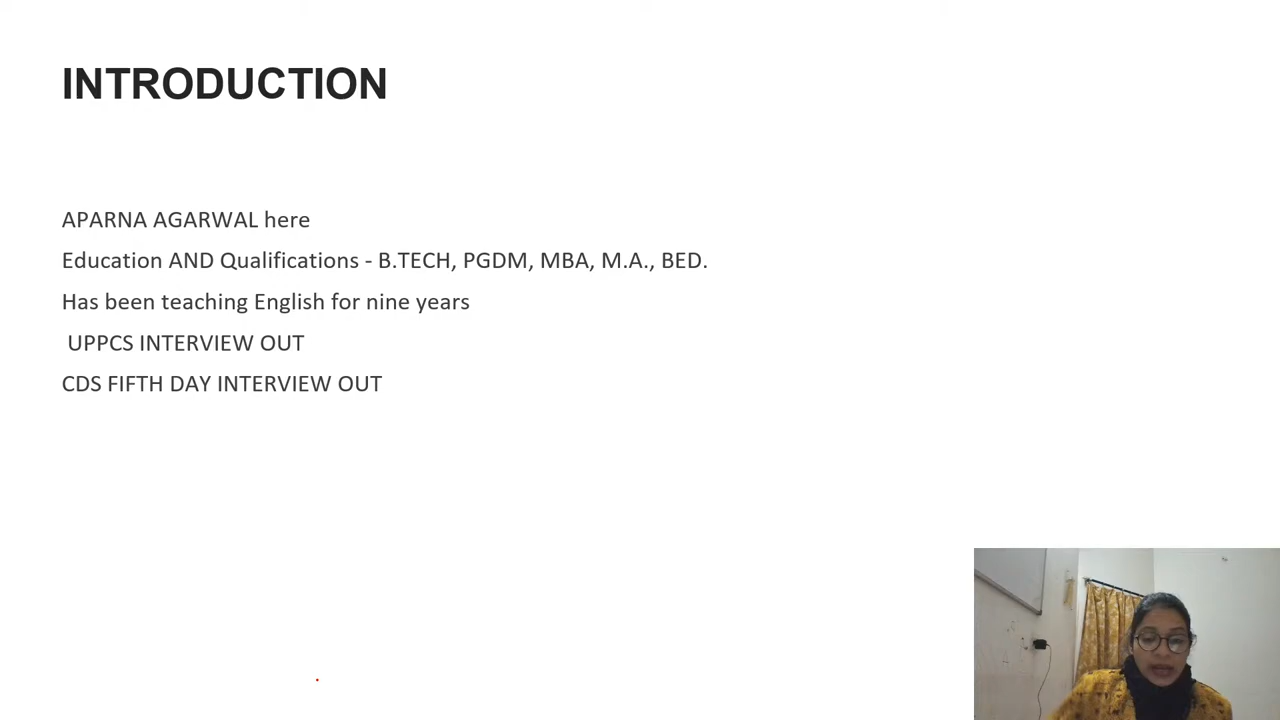 INTRODUCTION
APARNA AGARWAL here
Education AND Qualifications - B.TECH, PGDM, MBA, M.A., BED.
Has been teaching English for nine years
UPPCS INTERVIEW OUT
CDS FIFTH DAY INTERVIEW OUT